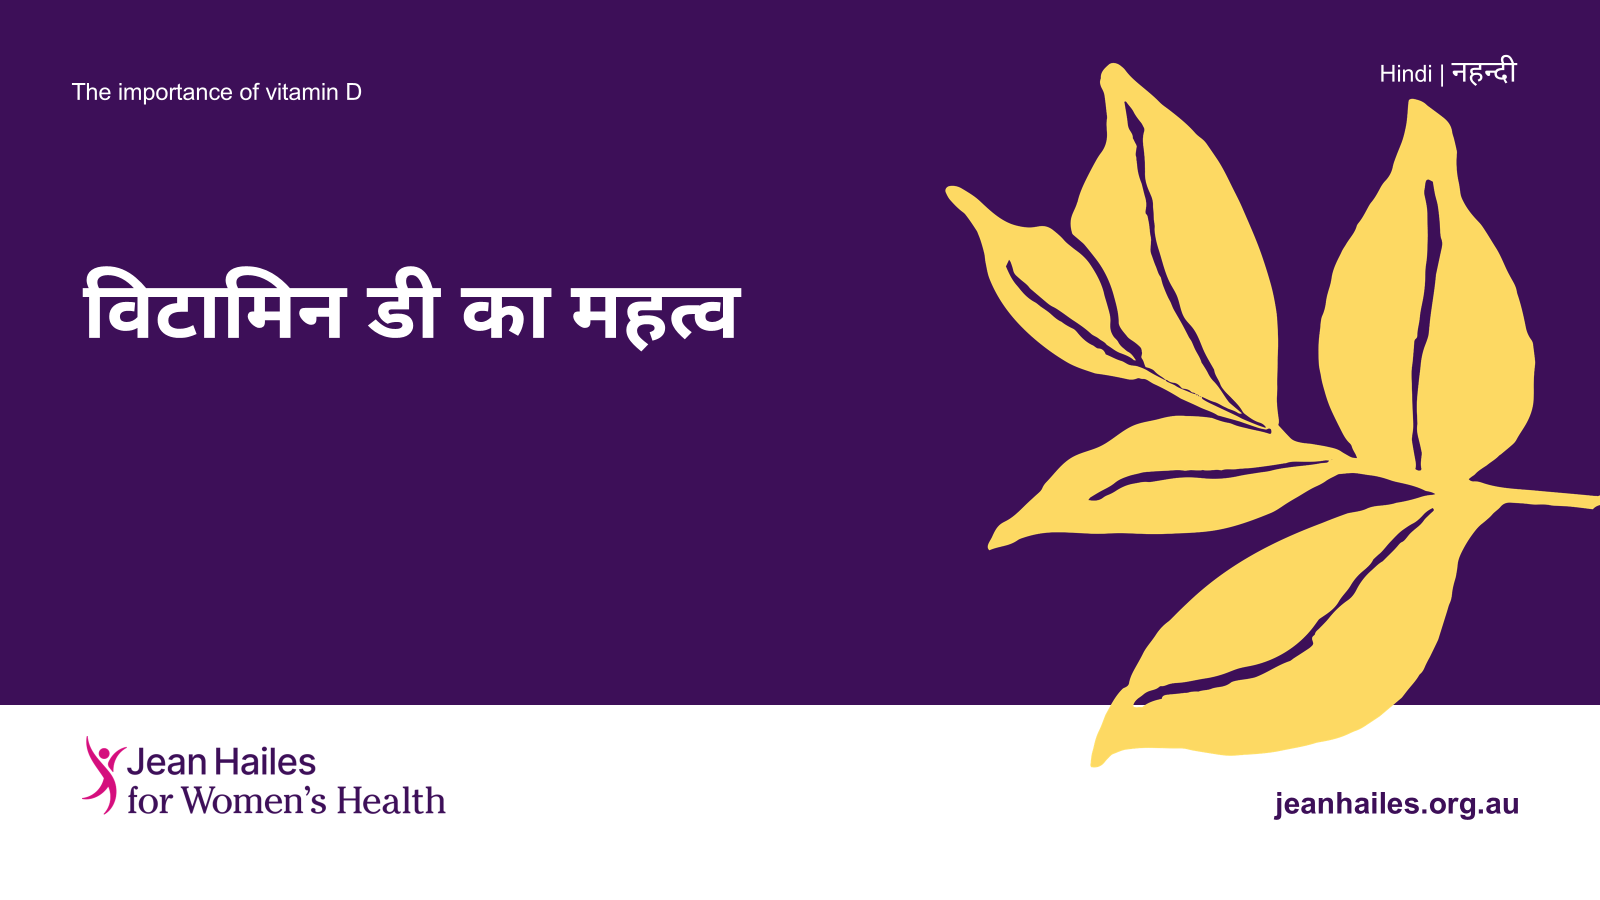 The importance of vitamin D
Hindi | नहन्दी
विटामिन डी का महत्व
Jean Hailes
for Women's Health
jeanhailes.org.au